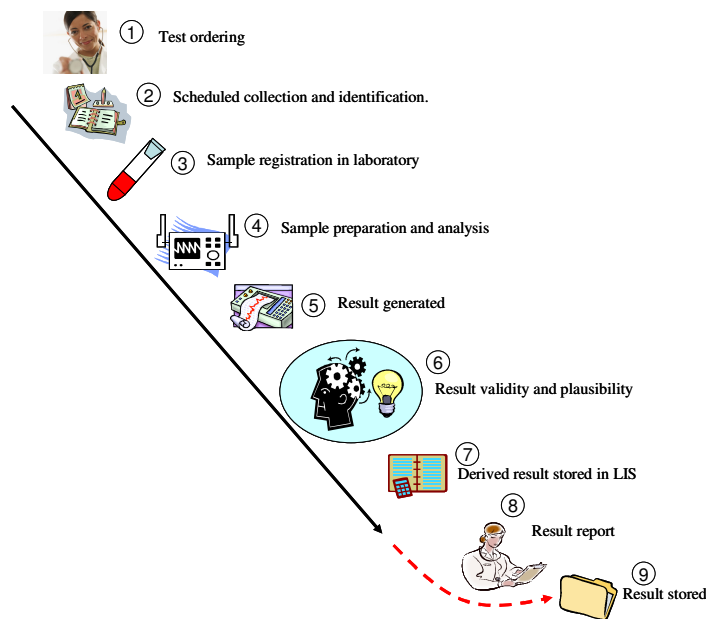 1 Test ordering
2 Scheduled collection and identification.
3 Sample registration in laboratory
4 Sample preparation and analysis
5 Result generated
6 Result validity and plausibility
7 Derived result stored in LIS
8 Result report
9 Result stored